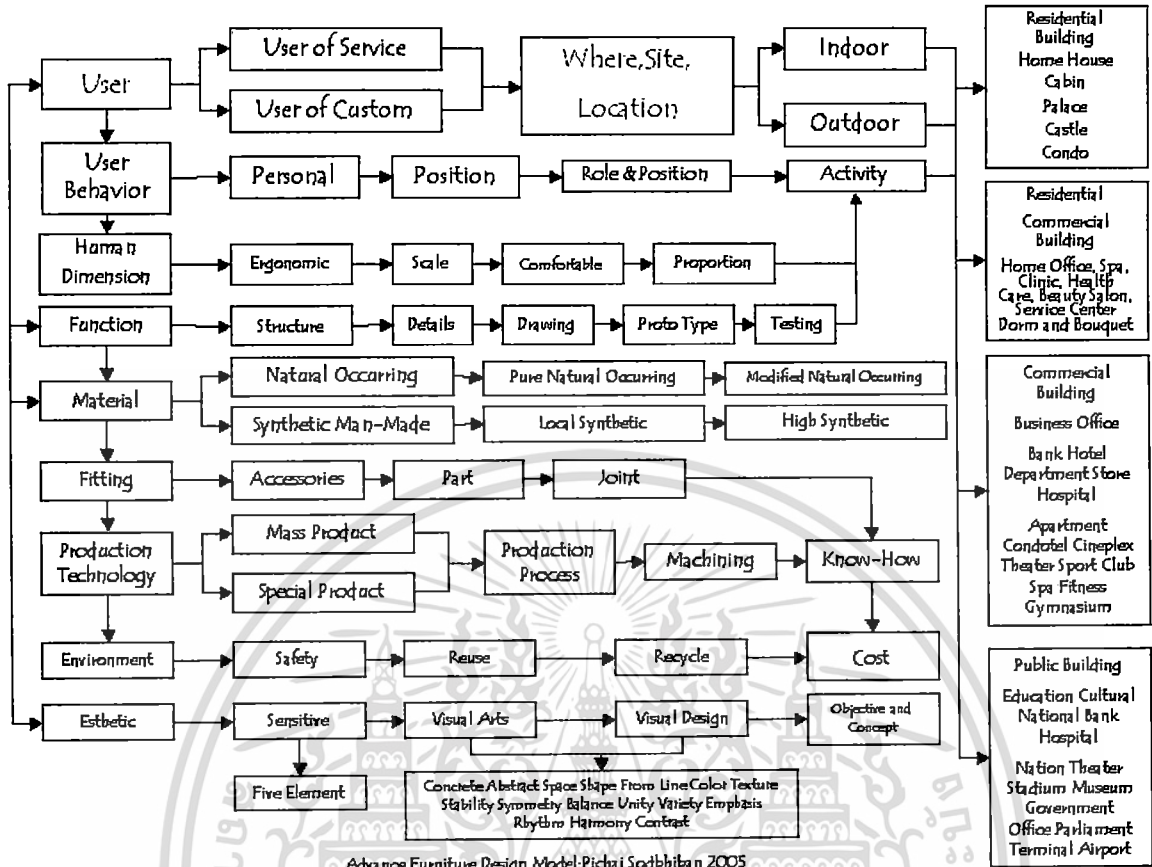 User
User of Service
User of Custom
Where,Site,
Location
Indoor
Outdoor
User
Behavior
Personal
Position
Role & Position
Activity
Human
Dimension
Ergonomic
Scale
Comfortable
Proportion
Function
Structure
Details
Drawing
Proto Type
Testing
Material
Natural Occurring
Pure Natural Occurring
Modified Natural Occurring
Synthetic Man-Made
Local Synthetic
High Synthetic
Fitting
Accessories
Part
Joint
Production
Technology
Mass Product
Special Product
Production
Process
Machining
Know-How
Environment
Safety
Reuse
Recycle
Cost
Esthetic
Sensitive
Visual Arts
Visual Design
Objective and
Concept
Five Element
Concrete Abstract Space Shape From Line Color Texture
Stability Symmetry Balance Unity Variety Emphasis
Rhythm Harmony Contrast
Residential
Building
Home House
Cabin
Palace
Castle
Condo
Residential
Commercial
Building
Home Office, Spa,
Clinic, Health
Care, Beauty Salon,
Service Center
Dorm and Bouquet
Commercial
Building
Business Office
Bank Hotel
Department Store
Hospital
Apartment
Condotel Cineplex
Theater Sport Club
Spa Fitness
Gymnasium
Public Building
Education Cultural
National Bank
Hospital
Nation Theater
Stadium Museum
Government
Office Parliament
Terminal Airport
Advance Furniture Design Model-Pichai Sodbhiban 2005